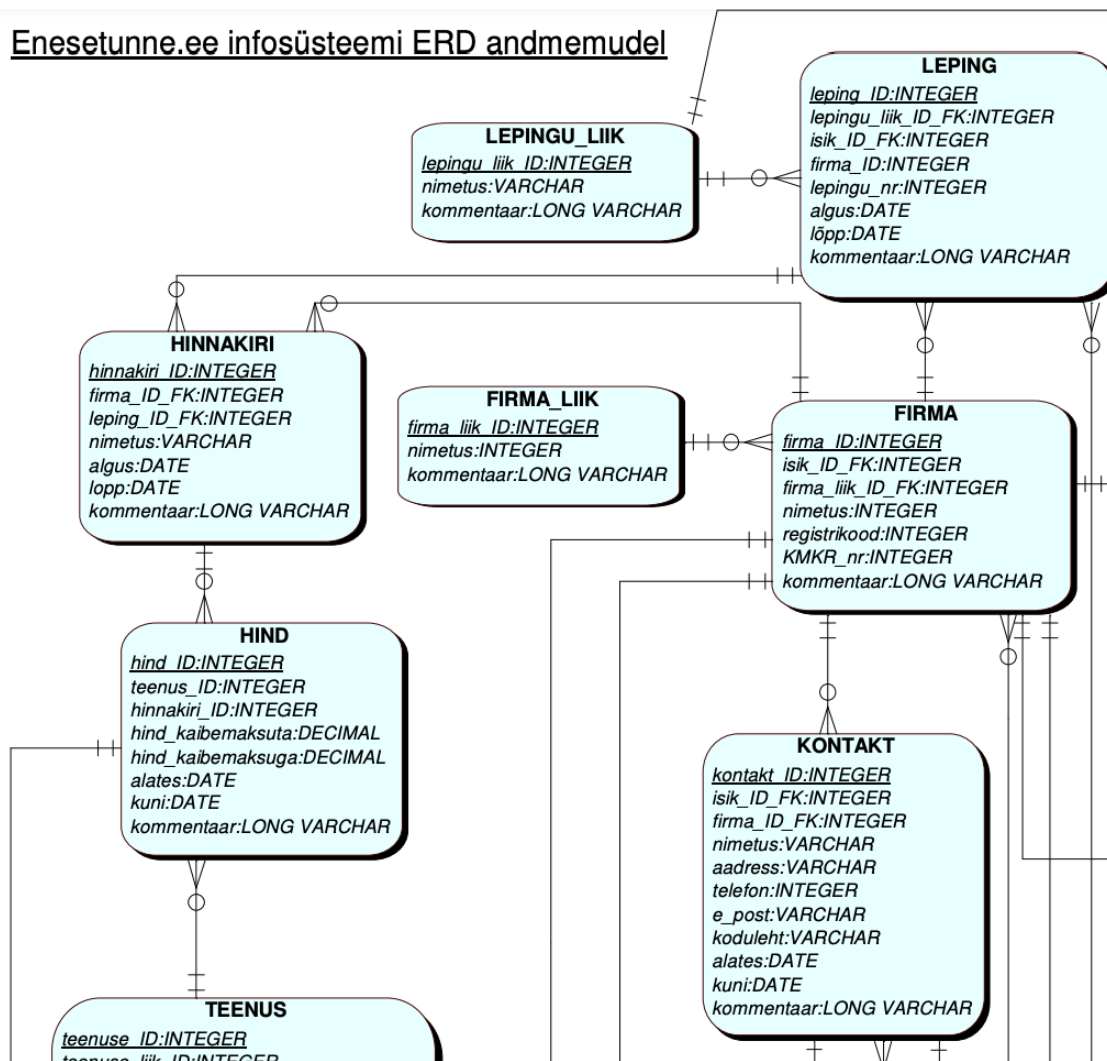 Enesetunne.ee infosüsteemi ERD andmemudel
LEPING
leping_ID:INTEGER
lepingu_liik_ID_FK:INTEGER
isik_ID_FK:INTEGER
firma_ID:INTEGER
lepingu_nr:INTEGER
algus:DATE
lõpp:DATE
kommentaar:LONG VARCHAR
LEPINGU_LIIK
lepingu_liik_ID:INTEGER
nimetus:VARCHAR
kommentaar:LONG VARCHAR
HINNAKIRI
hinnakiri_ID:INTEGER
firma_ID_FK:INTEGER
leping_ID_FK:INTEGER
nimetus:VARCHAR
algus:DATE
lopp:DATE
kommentaar:LONG VARCHAR
FIRMA_LIIK
firma_liik_ID:INTEGER
nimetus:INTEGER
kommentaar:LONG VARCHAR
FIRMA
firma_ID:INTEGER
isik_ID_FK:INTEGER
firma_liik_ID_FK:INTEGER
nimetus:INTEGER
registrikood:INTEGER
KMKR_nr:INTEGER
kommentaar:LONG VARCHAR
HIND
hind_ID:INTEGER
teenus_ID:INTEGER
hinnakiri_ID:INTEGER
hind_kaibemaksuta:DECIMAL
hind_kaibemaksuga:DECIMAL
alates:DATE
kuni:DATE
kommentaar:LONG VARCHAR
KONTAKT
kontakt_ID:INTEGER
isik_ID_FK:INTEGER
firma_ID_FK:INTEGER
nimetus:VARCHAR
aadress:VARCHAR
telefon:INTEGER
e_post:VARCHAR
koduleht:VARCHAR
alates:DATE
kuni:DATE
kommentaar:LONG VARCHAR
TEENUS
teenuse_ID:INTEGER
teenuse_liik_ID:INTEGER